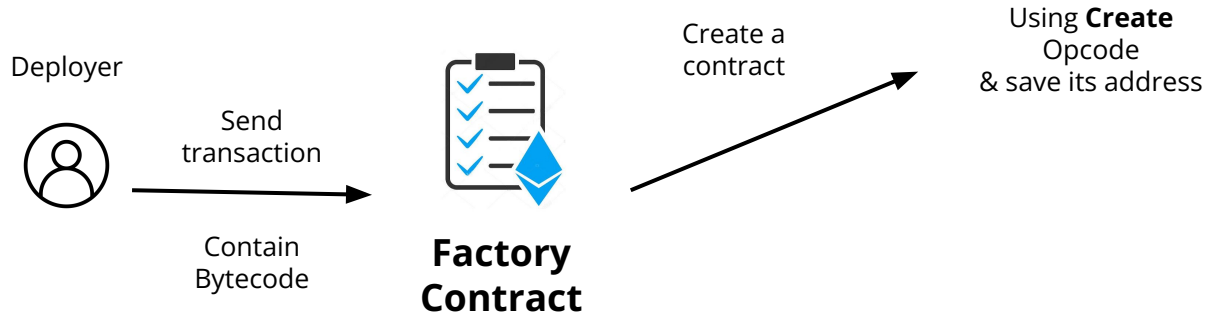 Deployer
Send
transaction
Contain
Bytecode
Factory
Contract
Create a
contract
Using Create
Opcode
& save its address